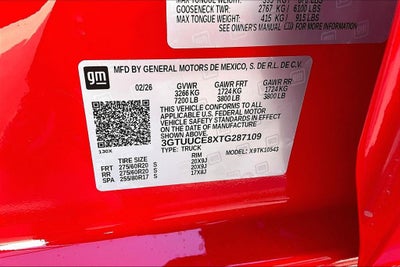 GOOSENECK TWR: 2767 KG / 6100 LBS
MAX TONGUE WEIGHT: 415 KG / 915 LBS
SEE OWNER'S MANUAL FOR MORE INFORMATION
gm
MFD BY GENERAL MOTORS DE MEXICO, S. DE R.L. DE C.V.
02/26 GVWR GAWR FRT GAWR RR
3266 KG 1724 KG 1724 KG
7200 LB 3800 LB 3800 LB
THIS VEHICLE CONFORMS TO ALL
APPLICABLE U.S. FEDERAL MOTOR
VEHICLE SAFETY
STANDARDS IN EFFECT ON THE DATE OF
MANUFACTURE SHOWN ABOVE.
3GTUUCE8XTG287109
TYPE: TRUCK MODEL: X9TK10543
130X
TIRE RIM
FRT 275/60R20 S 20X9J
RR 275/60R20 S 20X9J
SPA 255/80R17 S 17X8J